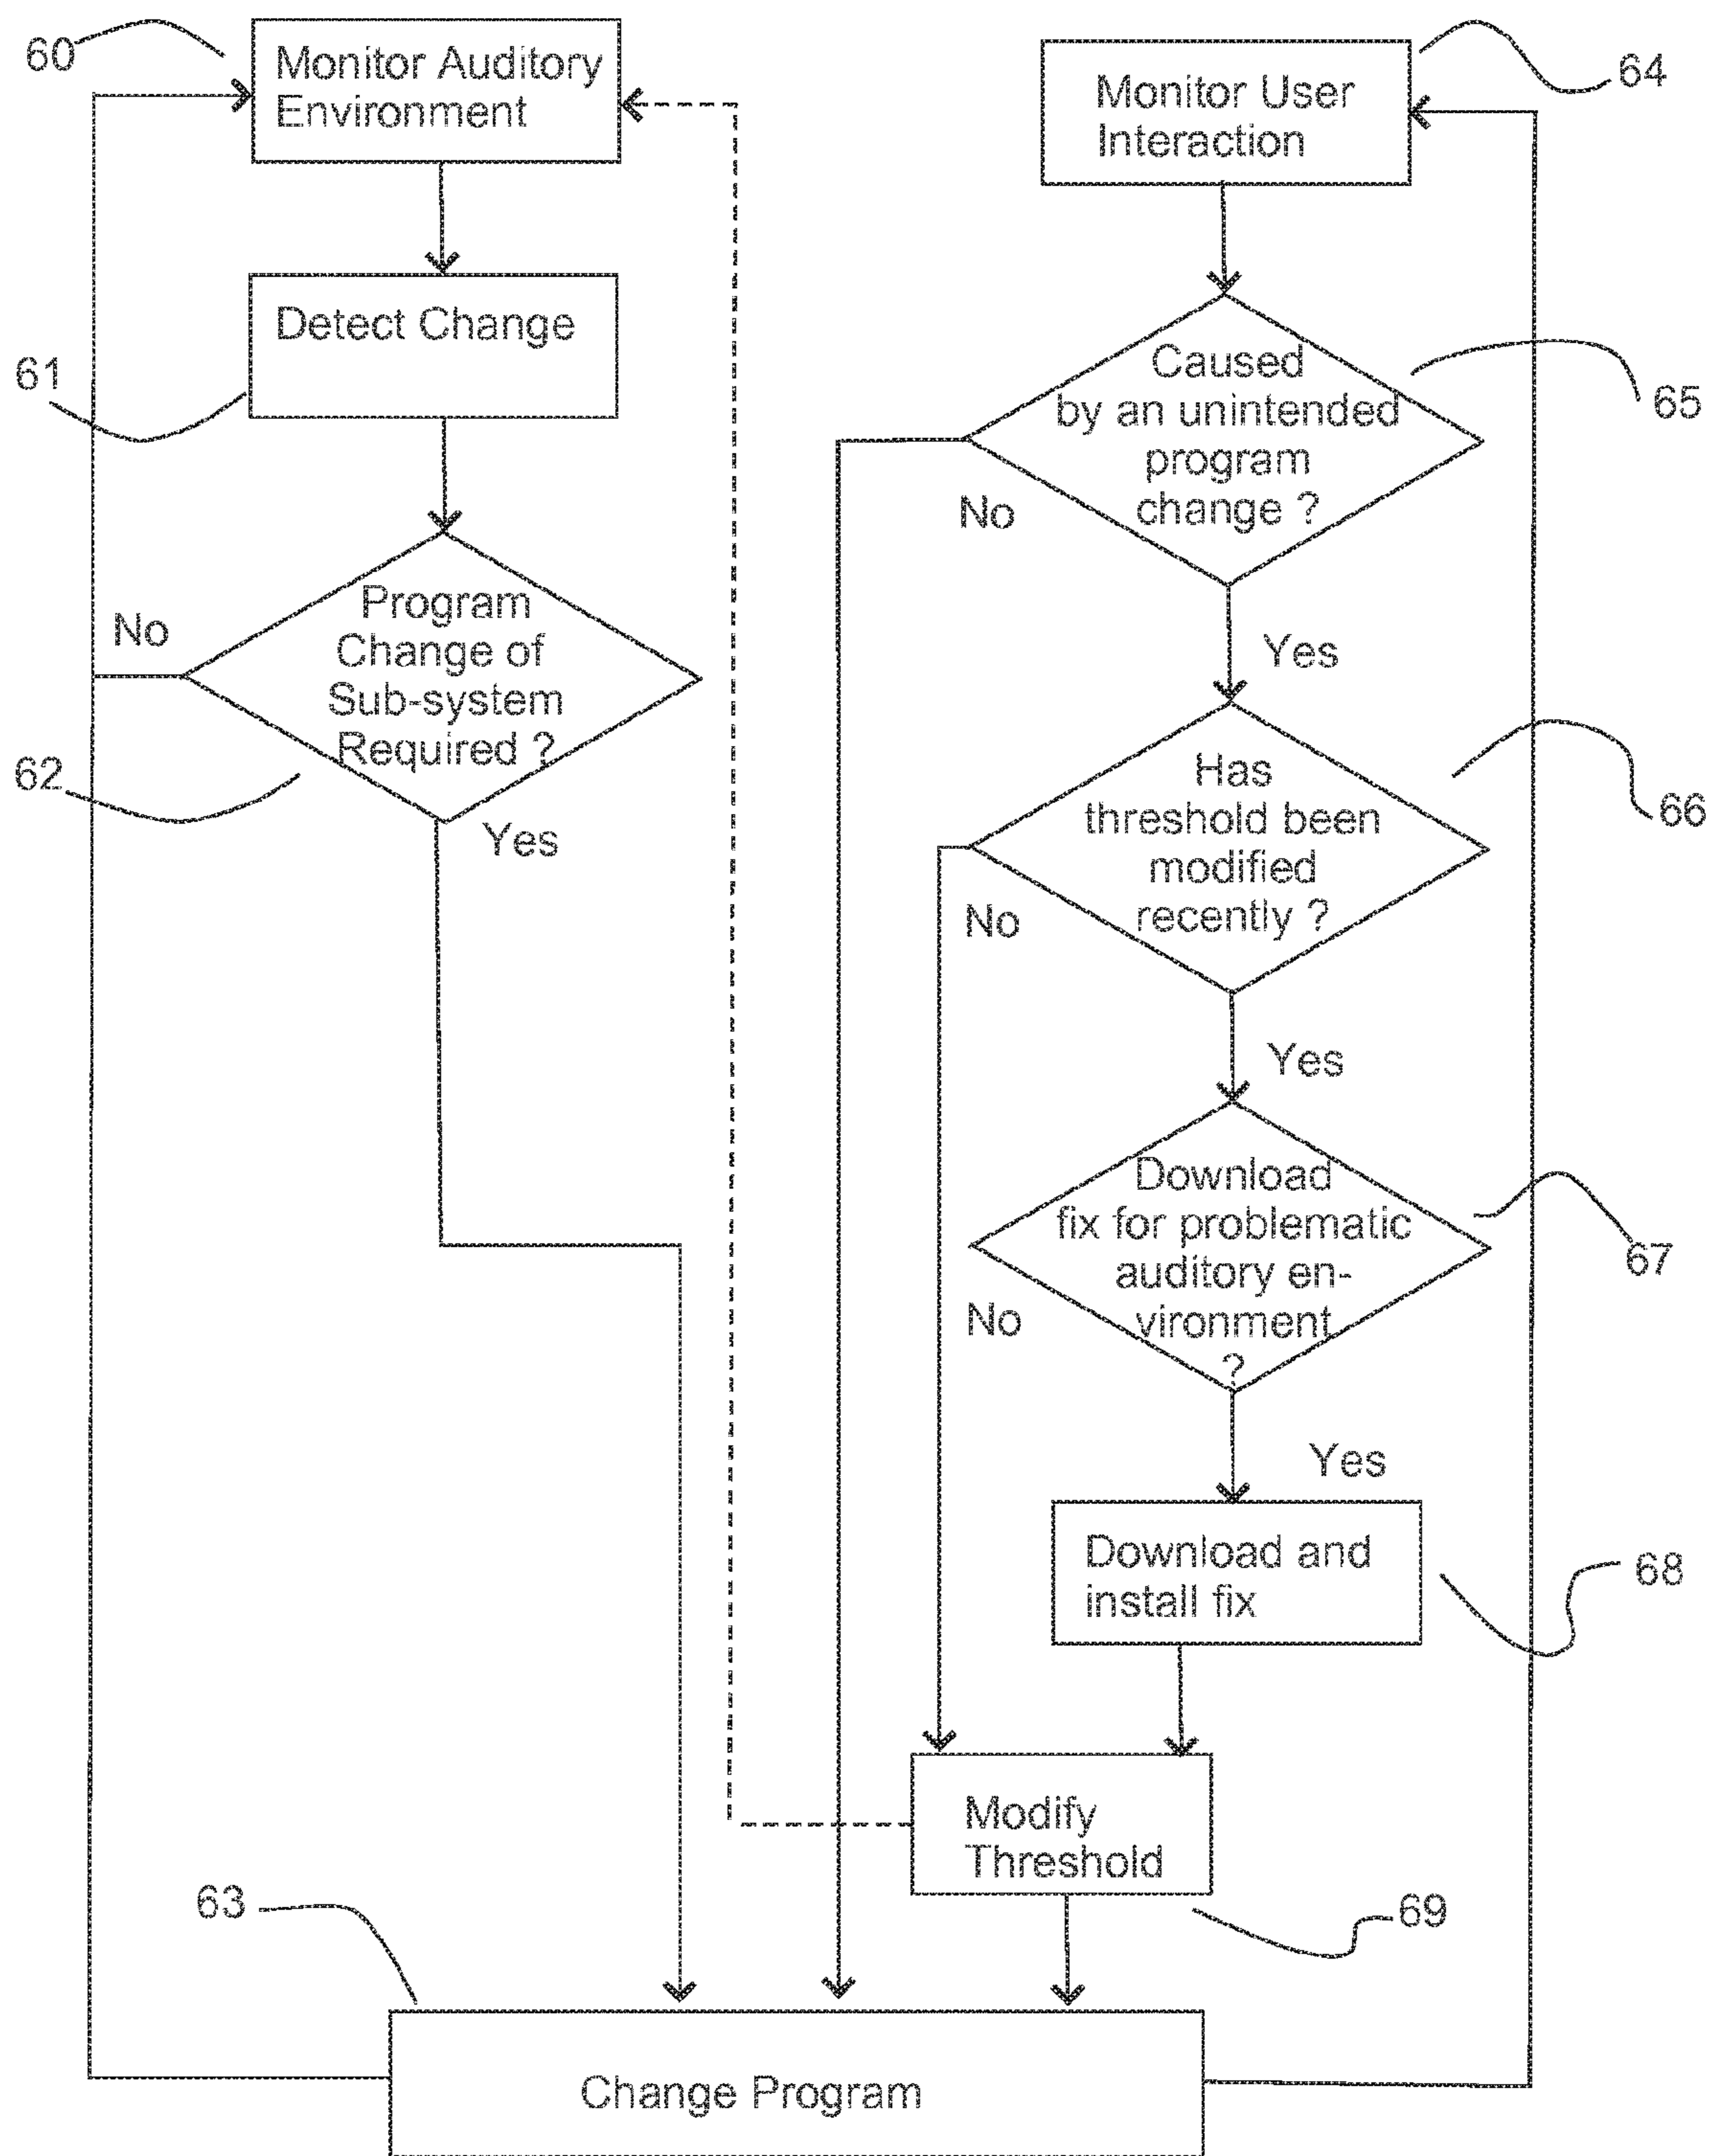 60
Monitor Auditory
Environment
61
Detect Change
62
Program
Change of
Sub-system
Required ?
No
Yes
63
Change Program
64
Monitor User
Interaction
65
Caused
by an unintended
program
change ?
No
Yes
66
Has
threshold been
modified
recently ?
No
Yes
67
Download
fix for problematic
auditory en-
vironment
?
No
Yes
68
Download and
install fix
69
Modify
Threshold